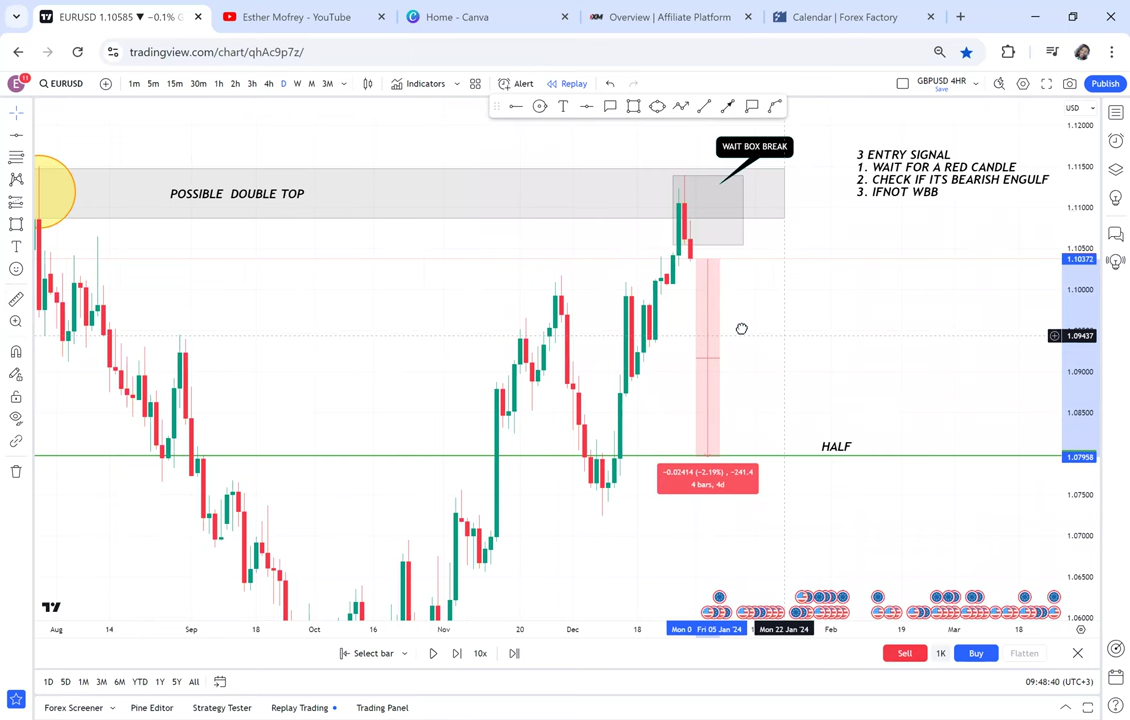 EURUSD 1.10585 ▼ −0.1%
Esther Mofrey - YouTube
Home - Canva
Overview | Affiliate Platform
Calendar | Forex Factory
tradingview.com/chart/qhAc9p7z/
E
11
EURUSD
1m 5m 15m 30m 1h 2h 3h 4h D W M 3M
Indicators
Alert
Replay
GBPUSD 4HR
Save
Publish
USD
WAIT BOX BREAK
3 ENTRY SIGNAL
1. WAIT FOR A RED CANDLE
2. CHECK IF ITS BEARISH ENGULF
3. IFNOT WBB
POSSIBLE DOUBLE TOP
1.12000
1.11500
1.11000
1.10500
1.10372
1.10000
1.09437
1.09000
1.08500
HALF
1.07958
−0.02414 (−2.19%) , −241.4
4 bars, 4d
1.07500
1.07000
1.06500
1.06000
Aug 14 Sep 18 Oct 16 Nov 20 Dec 18 Mon 0 Fri 05 Jan '24 Mon 22 Jan '24 Feb 19 Mar 18
Select bar
10x
Sell
1K
Buy
Flatten
1D 5D 1M 3M 6M YTD 1Y 5Y All
09:48:40 (UTC+3)
Forex Screener
Pine Editor
Strategy Tester
Replay Trading
Trading Panel